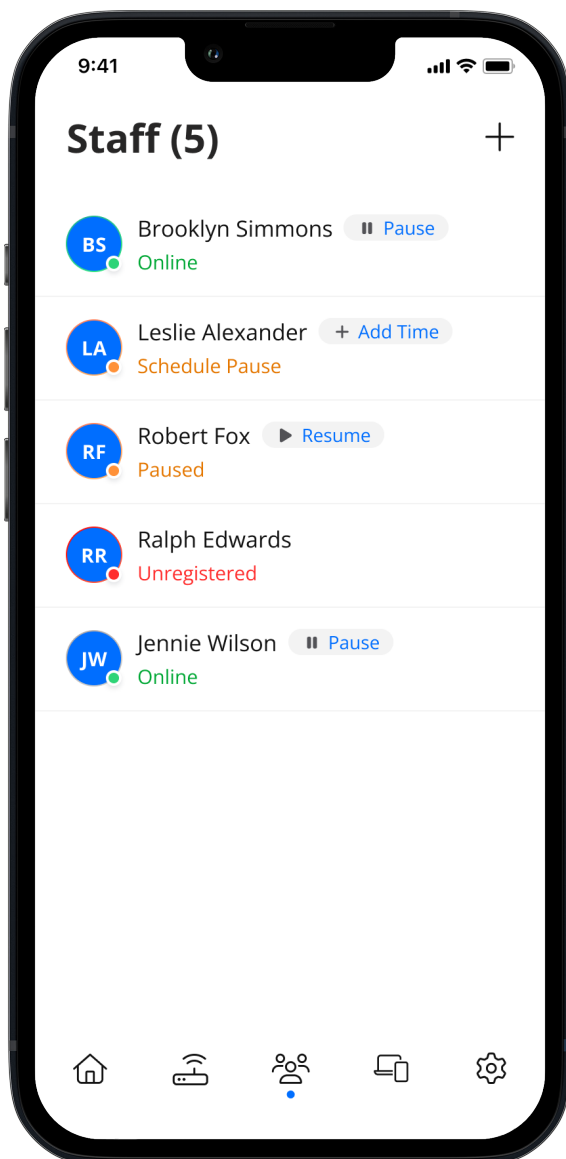 9:41
Staff (5)
BS
Brooklyn Simmons
Pause
Online
LA
Leslie Alexander
Add Time
Schedule Pause
RF
Robert Fox
Resume
Paused
RR
Ralph Edwards
Unregistered
JW
Jennie Wilson
Pause
Online